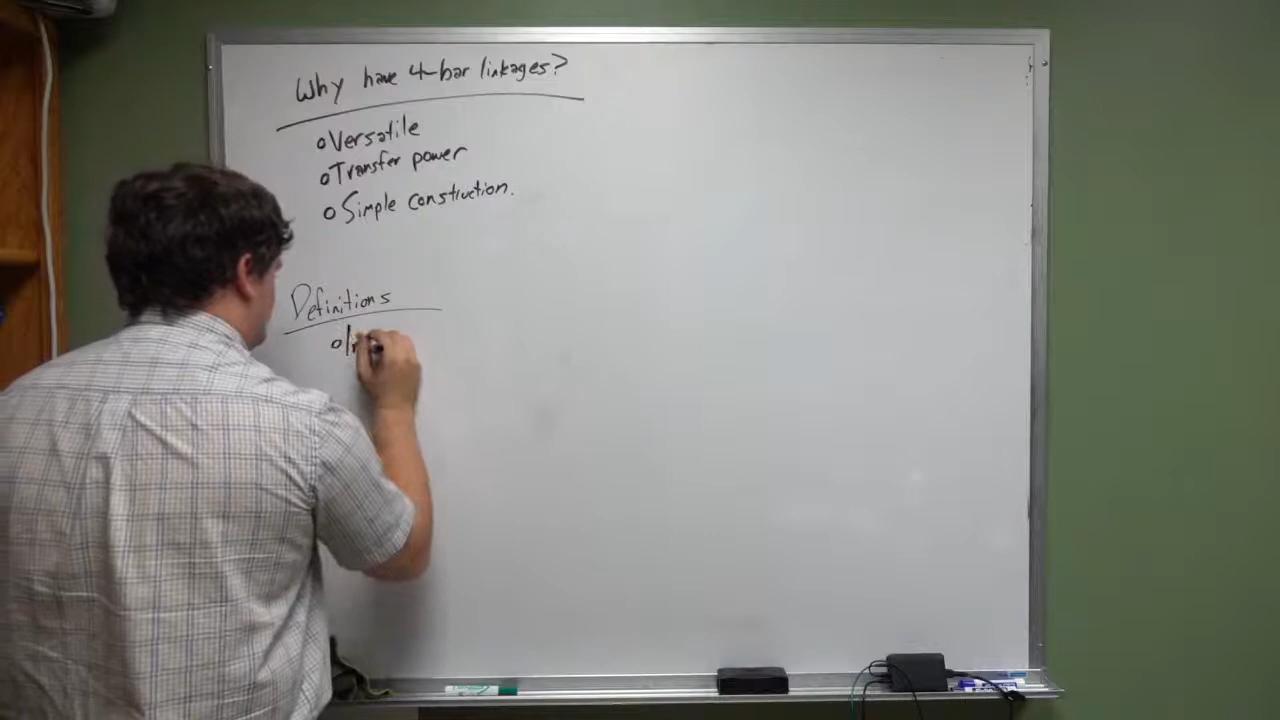 Why have 4-bar linkages?
o Versatile
o Transfer power
o Simple construction.
Definitions